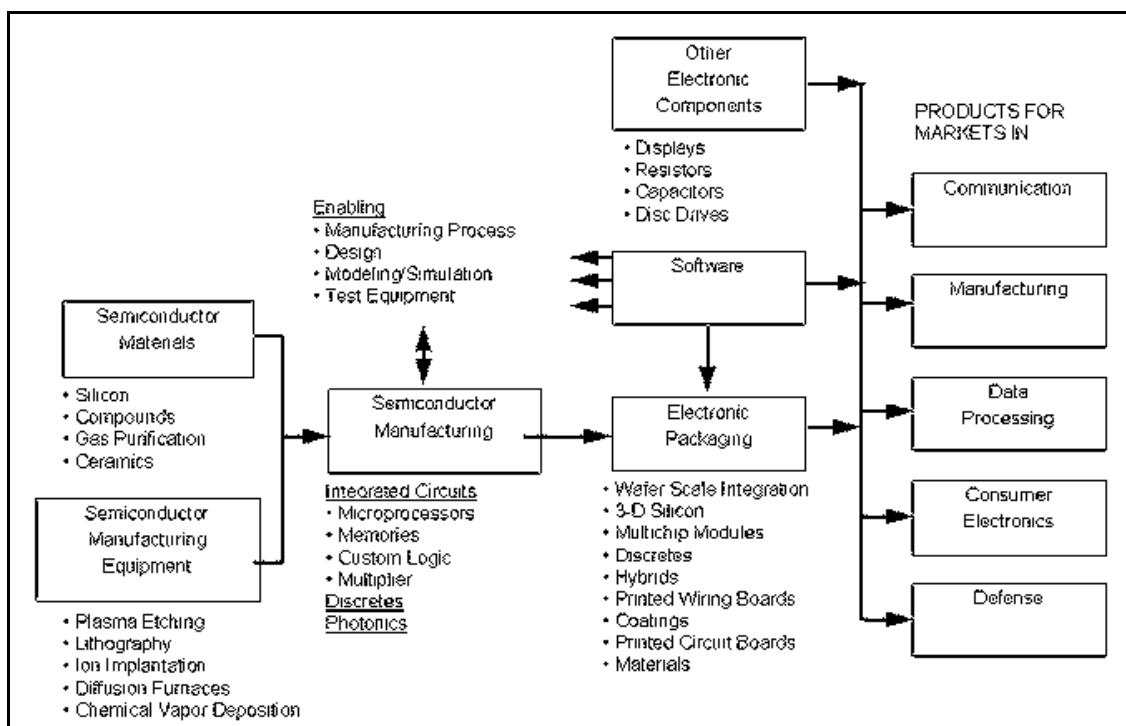 Other
Electronic
Components
• Displays
• Resistors
• Capacitors
• Disc Drives
PRODUCTS FOR
MARKETS IN
Communication
Manufacturing
Data
Processing
Consumer
Electronics
Defense
Enabling
• Manufacturing Process
• Design
• Modeling/Simulation
• Test Equipment
Software
Semiconductor
Materials
• Silicon
• Compounds
• Gas Purification
• Ceramics
Semiconductor
Manufacturing
Equipment
• Plasma Etching
• Lithography
• Ion Implantation
• Diffusion Furnaces
• Chemical Vapor Deposition
Semiconductor
Manufacturing
Integrated Circuits
• Microprocessors
• Memories
• Custom Logic
• Multiplier
Discretes
Photonics
Electronic
Packaging
• Wafer Scale Integration
• 3-D Silicon
• Multichip Modules
• Discretes
• Hybrids
• Printed Wiring Boards
• Coatings
• Printed Circuit Boards
• Materials